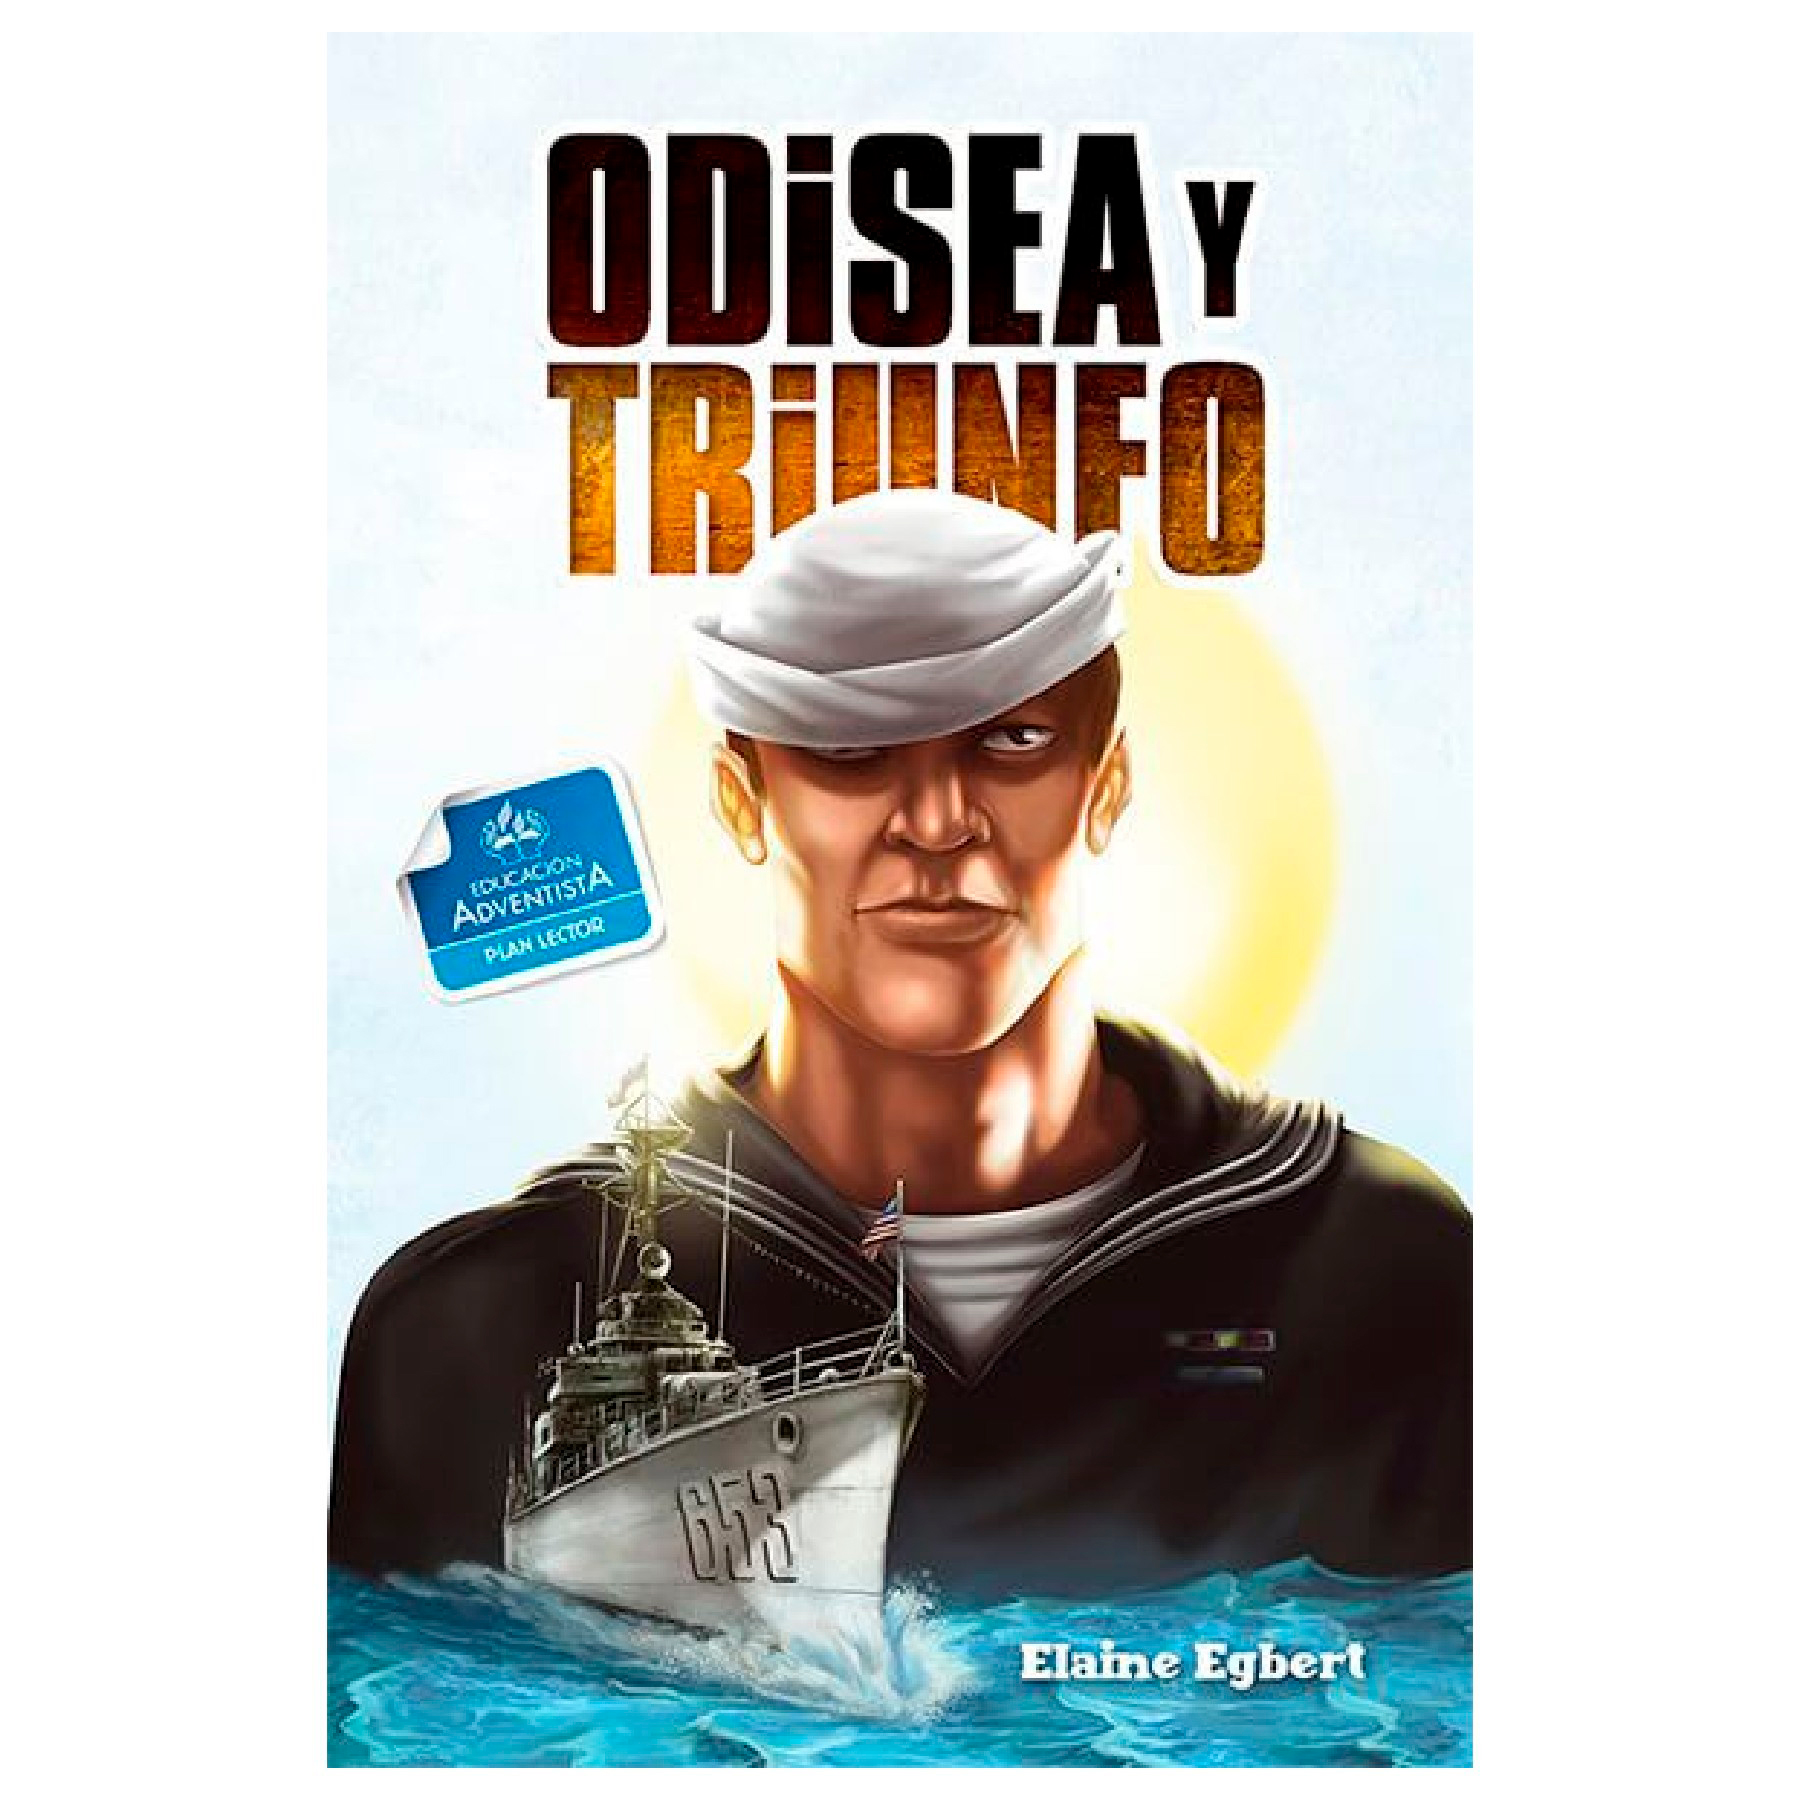 ODiSEA Y
TRiUNFO
EDUCACIÓN
ADVENTISTA
PLAN LECTOR
653
Elaine Egbert